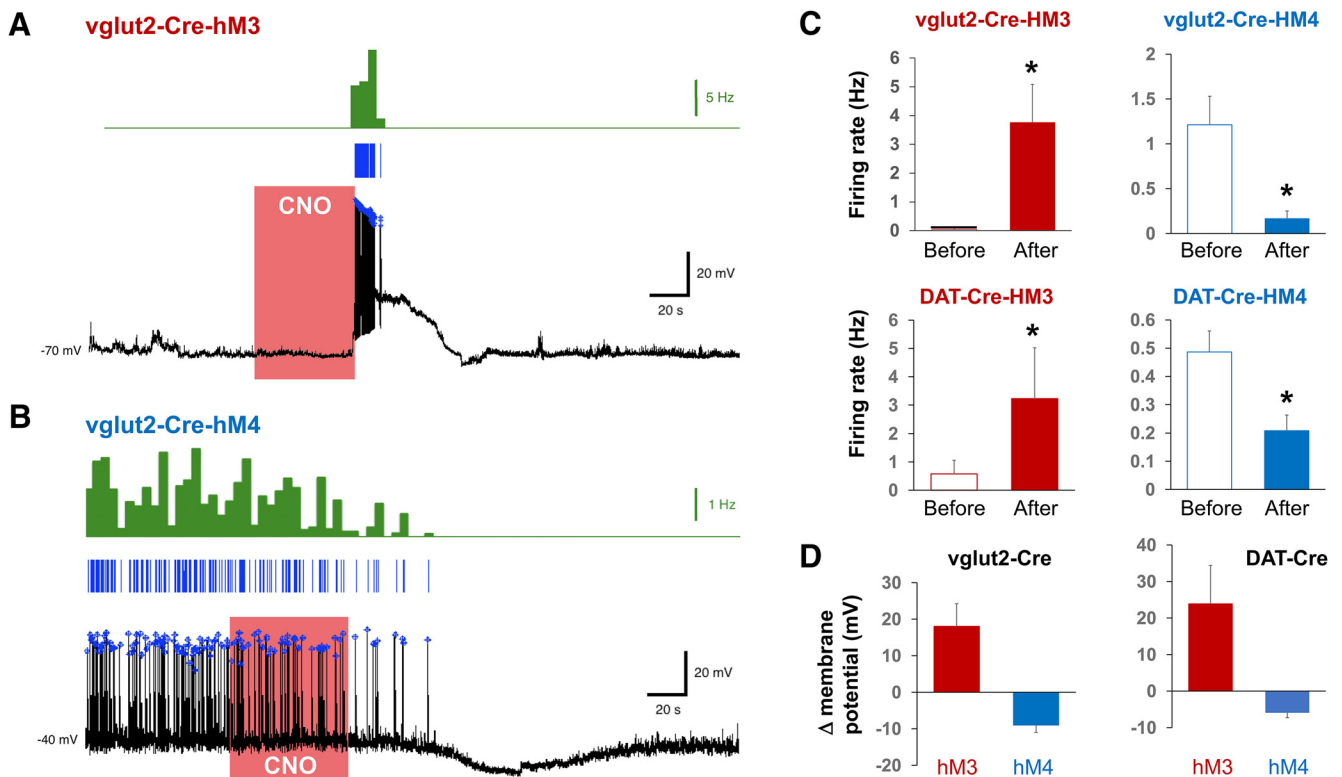 A
vglut2-Cre-hM3
5 Hz
CNO
20 mV
20 s
-70 mV
B
vglut2-Cre-hM4
1 Hz
20 mV
20 s
-40 mV
CNO
C
vglut2-Cre-HM3
Firing rate (Hz)
6
5
4
3
2
1
0
*
Before After
vglut2-Cre-HM4
2
1.5
1
0.5
0
*
Before After
DAT-Cre-HM3
Firing rate (Hz)
6
5
4
3
2
1
0
*
Before After
DAT-Cre-HM4
0.6
0.5
0.4
0.3
0.2
0.1
0
*
Before After
D
vglut2-Cre
Δ membrane
potential (mV)
30
20
10
0
-10
-20
hM3 hM4
DAT-Cre
40
30
20
10
0
-10
hM3 hM4